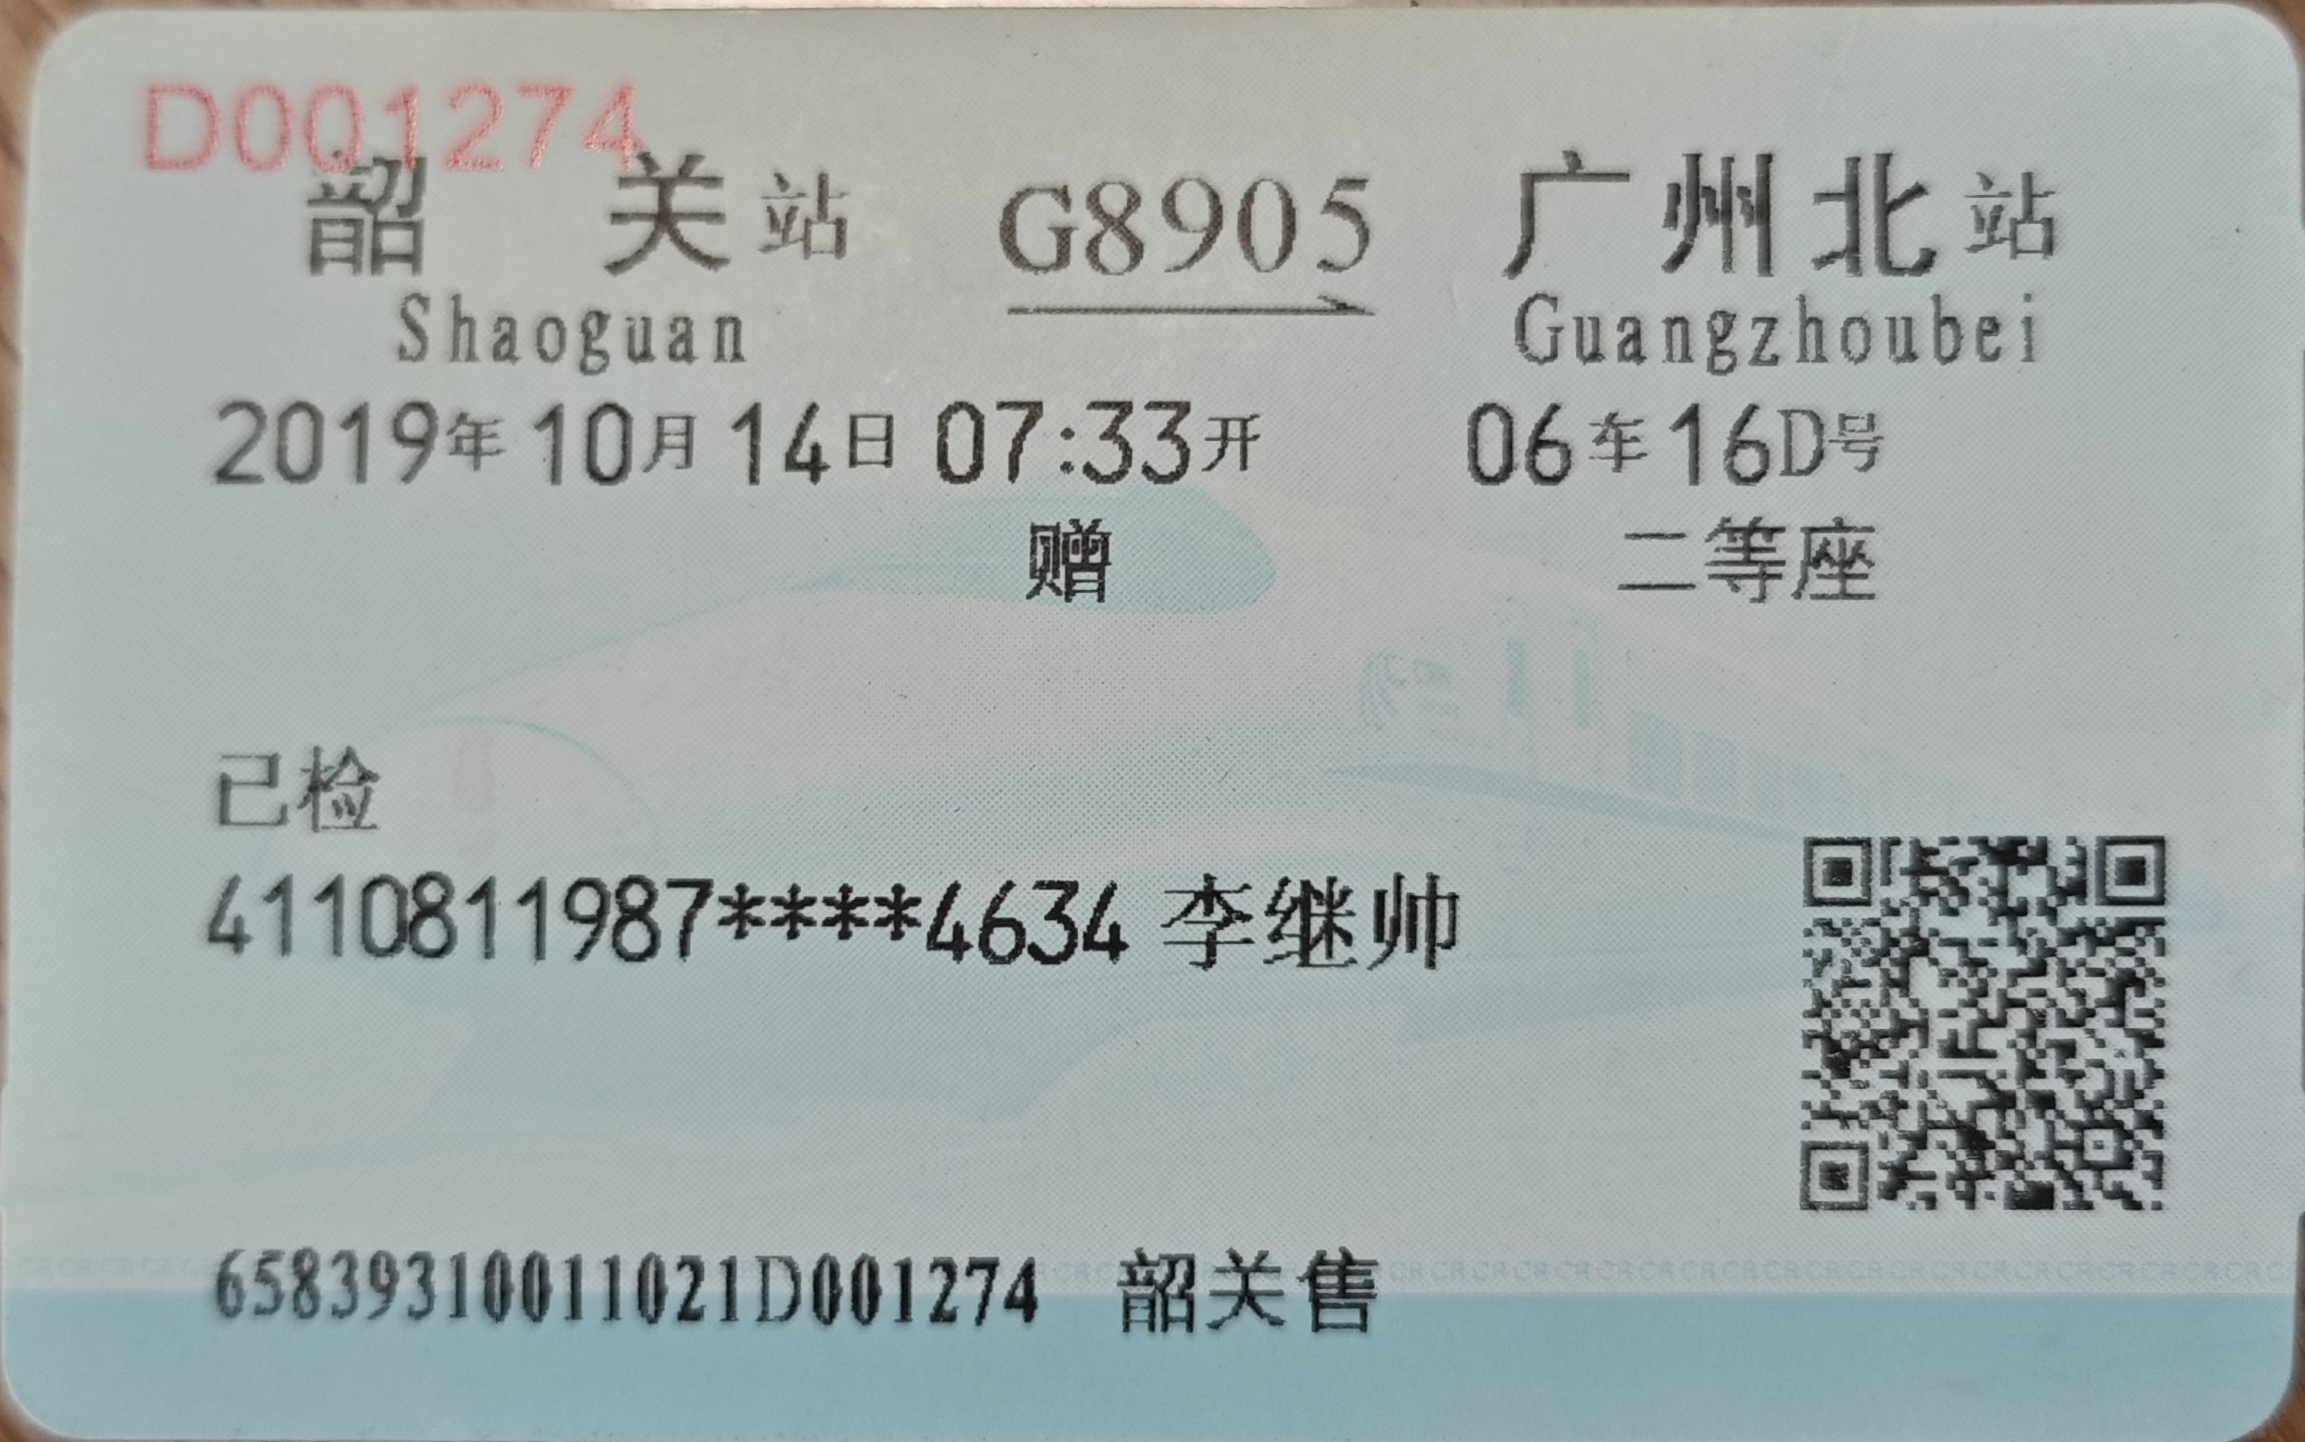 D001274
韶关站 G8905 广州北站
Shaoguan Guangzhoubei
2019年10月14日07:33开 06车16D号
赠 二等座
已检
4110811987****4634 李继帅
65839310011021D001274 韶关售